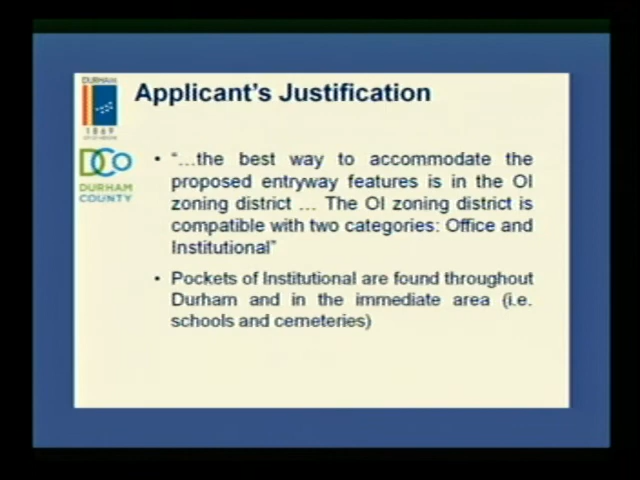 DURHAM
1869
DCO
DURHAM
COUNTY
Applicant's Justification
• "…the best way to accommodate the
proposed entryway features is in the OI
zoning district … The OI zoning district is
compatible with two categories: Office and
Institutional"
• Pockets of Institutional are found throughout
Durham and in the immediate area (i.e.
schools and cemeteries)